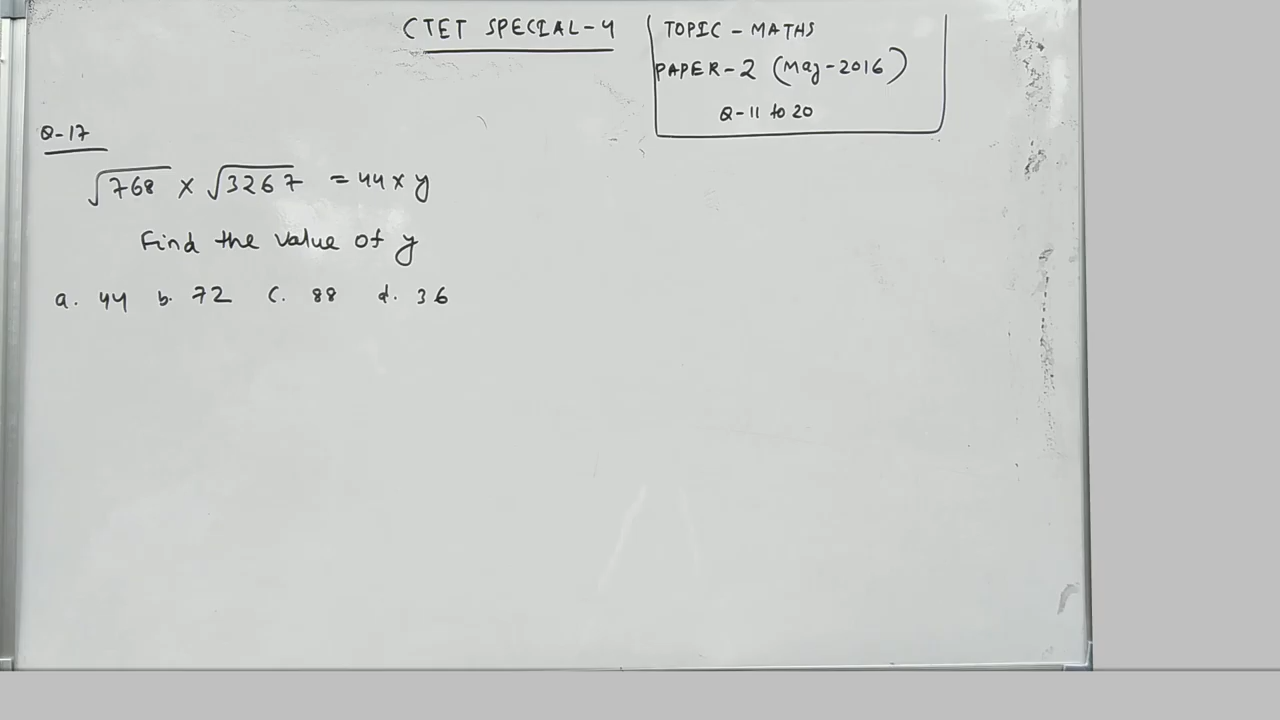 CTET SPECIAL-4
TOPIC - MATHS
PAPER-2 (May-2016)
Q-11 to 20
Q-17
√768 × √3267 = 44 × y
Find the value of y
a. 44 b. 72 c. 88 d. 36